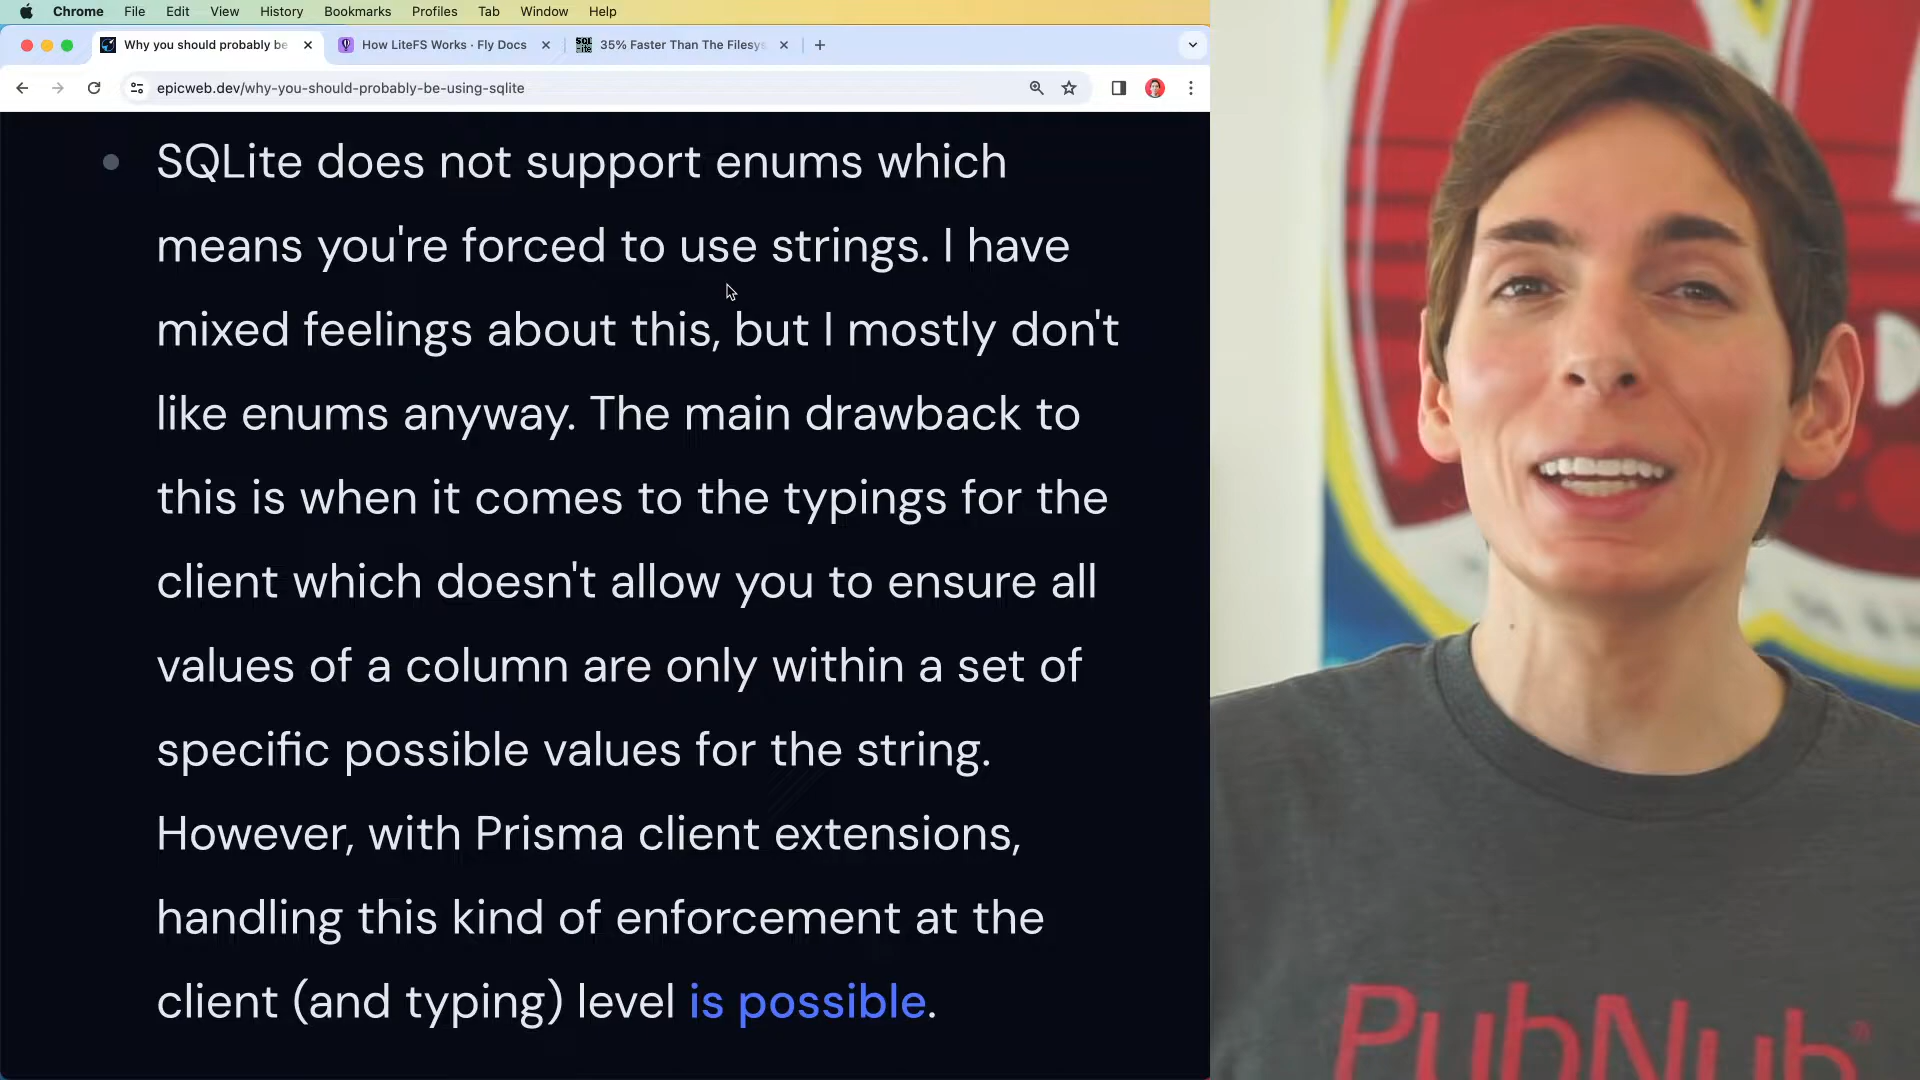 Chrome File Edit View History Bookmarks Profiles Tab Window Help
Why you should probably be
How LiteFS Works · Fly Docs
35% Faster Than The Filesy
epicweb.dev/why-you-should-probably-be-using-sqlite
SQLite does not support enums which
means you're forced to use strings. I have
mixed feelings about this, but I mostly don't
like enums anyway. The main drawback to
this is when it comes to the typings for the
client which doesn't allow you to ensure all
values of a column are only within a set of
specific possible values for the string.
However, with Prisma client extensions,
handling this kind of enforcement at the
client (and typing) level is possible.
PubNub